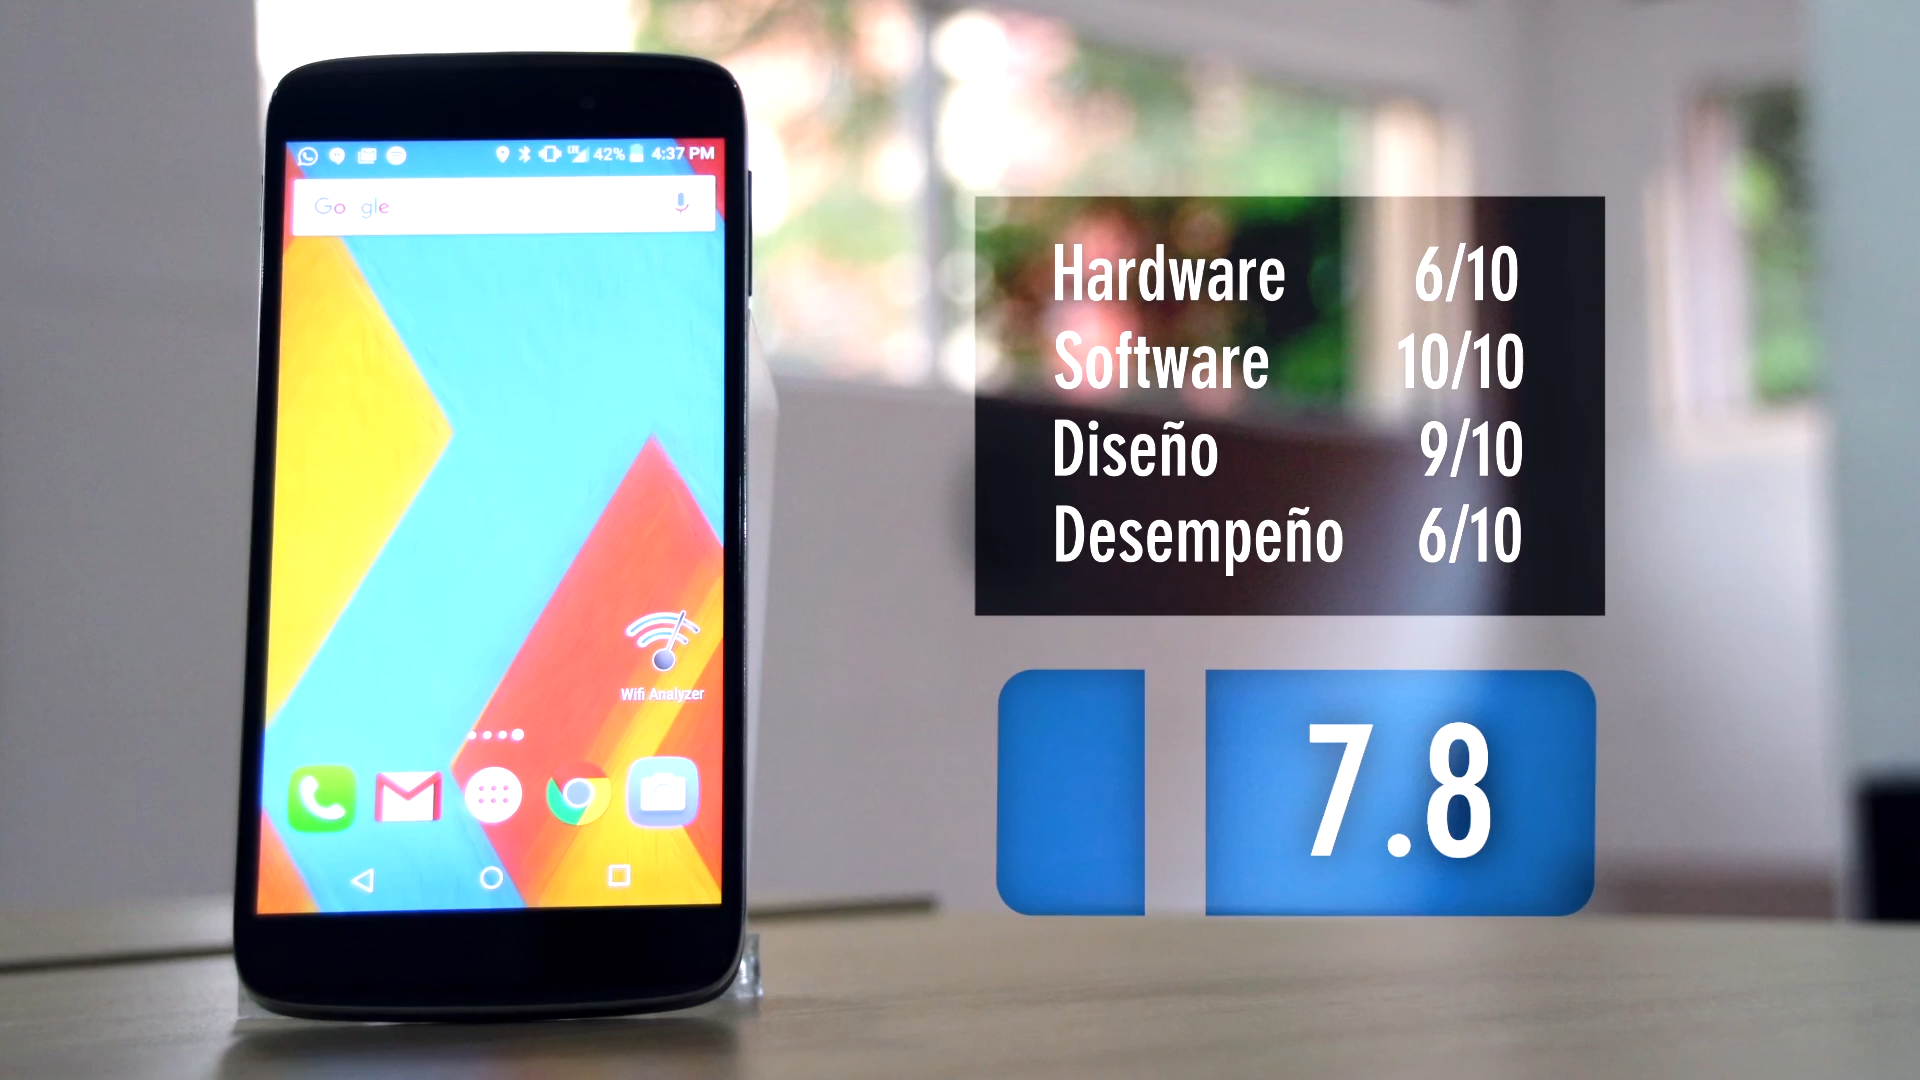 LTE 42% 4:37 PM
Go gle
Wifi Analyzer
Hardware 6/10
Software 10/10
Diseño 9/10
Desempeño 6/10
7.8